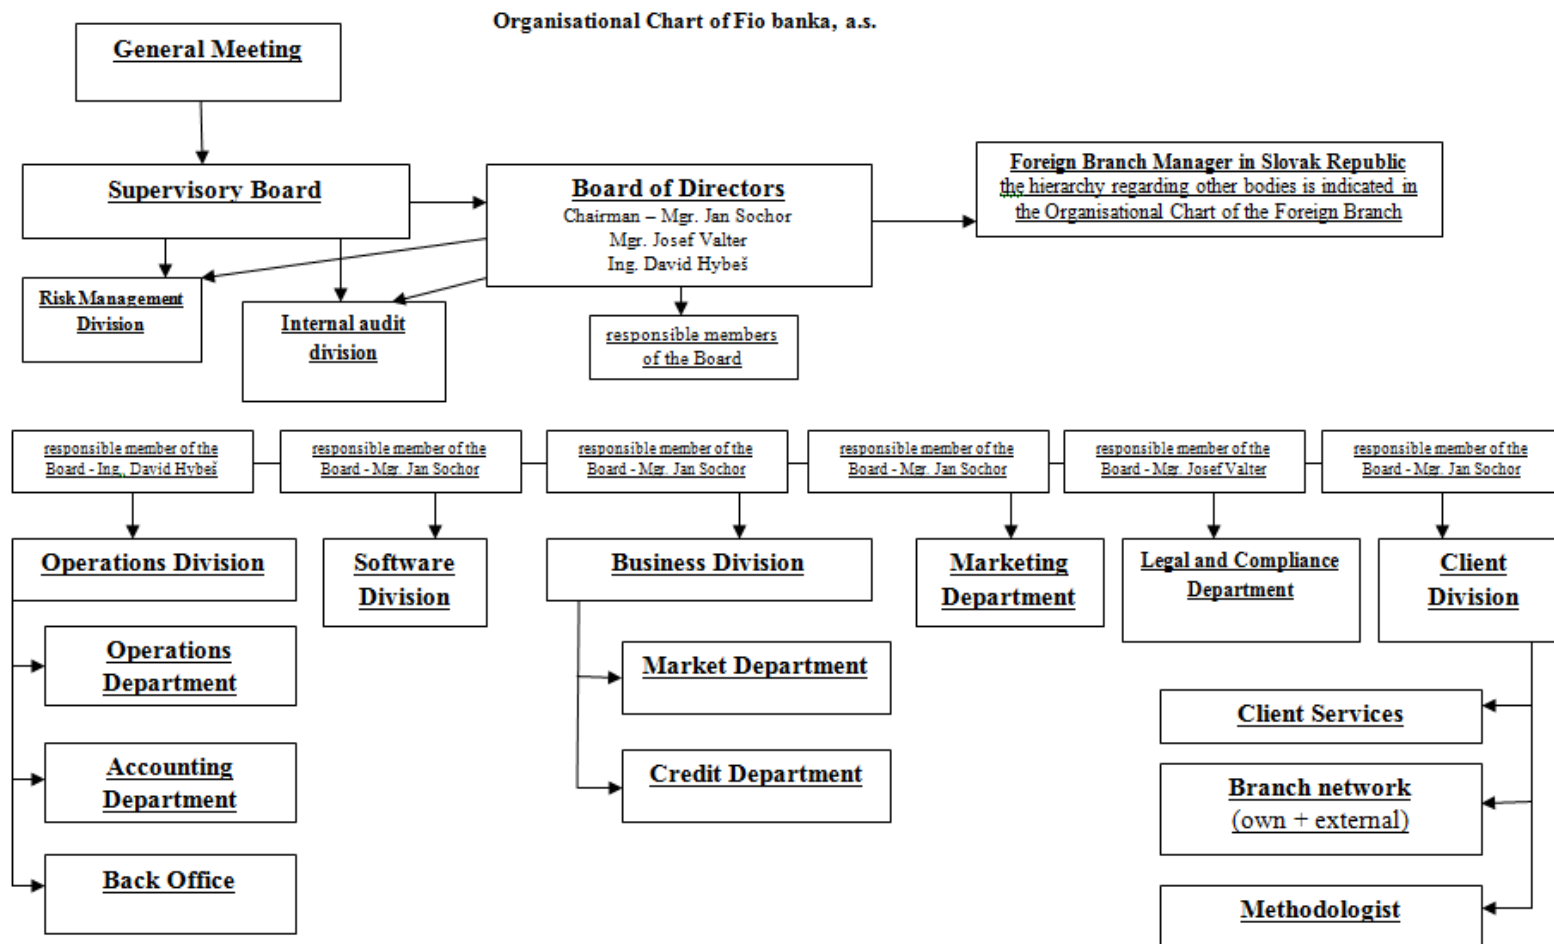 Organisational Chart of Fio banka, a.s.
General Meeting
Supervisory Board
Board of Directors
Chairman – Mgr. Jan Sochor
Mgr. Josef Valter
Ing. David Hybeš
Foreign Branch Manager in Slovak Republic
the hierarchy regarding other bodies is indicated in
the Organisational Chart of the Foreign Branch
Risk Management
Division
Internal audit
division
responsible members
of the Board
responsible member of the
Board - Ing. David Hybeš
responsible member of the
Board - Mgr. Jan Sochor
responsible member of the
Board - Mgr. Jan Sochor
responsible member of the
Board - Mgr. Jan Sochor
responsible member of the
Board - Mgr. Josef Valter
responsible member of the
Board - Mgr. Jan Sochor
Operations Division
Software
Division
Business Division
Marketing
Department
Legal and Compliance
Department
Client
Division
Operations
Department
Accounting
Department
Back Office
Market Department
Credit Department
Client Services
Branch network
(own + external)
Methodologist